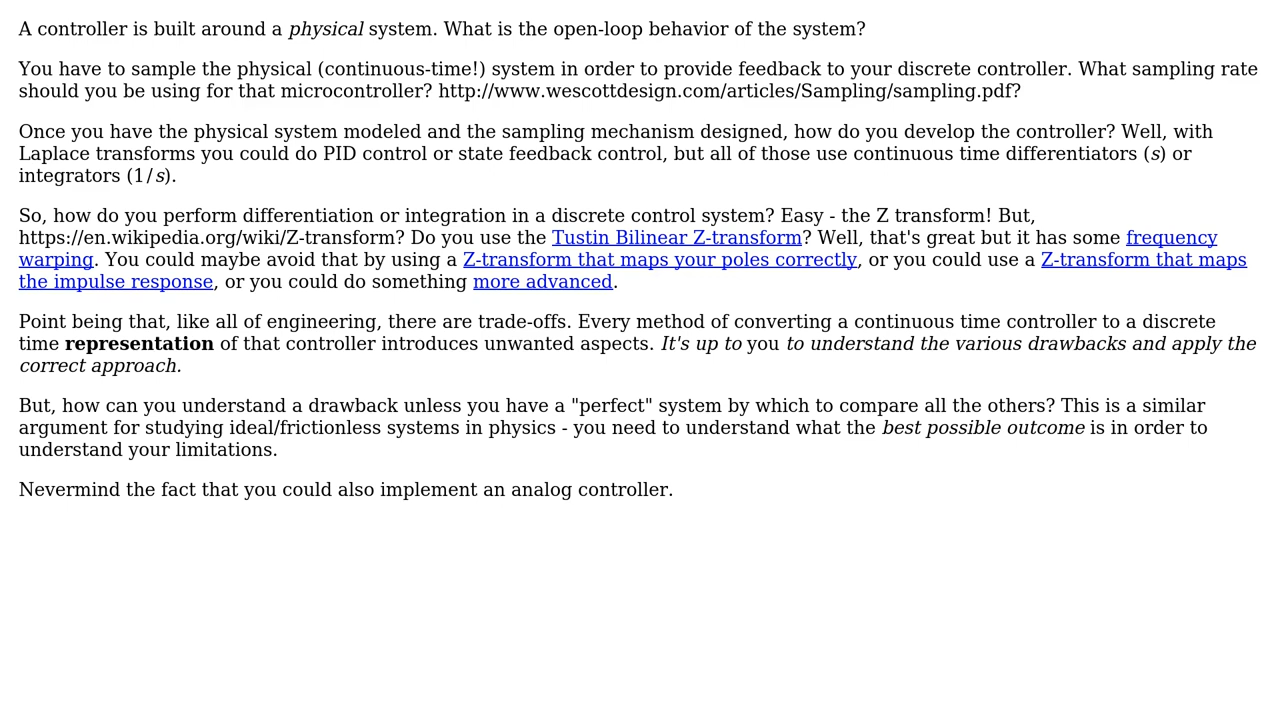 A controller is built around a physical system. What is the open-loop behavior of the system?
You have to sample the physical (continuous-time!) system in order to provide feedback to your discrete controller. What sampling rate
should you be using for that microcontroller? http://www.wescottdesign.com/articles/Sampling/sampling.pdf?
Once you have the physical system modeled and the sampling mechanism designed, how do you develop the controller? Well, with
Laplace transforms you could do PID control or state feedback control, but all of those use continuous time differentiators (s) or
integrators (1/s).
So, how do you perform differentiation or integration in a discrete control system? Easy - the Z transform! But,
https://en.wikipedia.org/wiki/Z-transform? Do you use the Tustin Bilinear Z-transform? Well, that's great but it has some frequency
warping. You could maybe avoid that by using a Z-transform that maps your poles correctly, or you could use a Z-transform that maps
the impulse response, or you could do something more advanced.
Point being that, like all of engineering, there are trade-offs. Every method of converting a continuous time controller to a discrete
time representation of that controller introduces unwanted aspects. It's up to you to understand the various drawbacks and apply the
correct approach.
But, how can you understand a drawback unless you have a "perfect" system by which to compare all the others? This is a similar
argument for studying ideal/frictionless systems in physics - you need to understand what the best possible outcome is in order to
understand your limitations.
Nevermind the fact that you could also implement an analog controller.